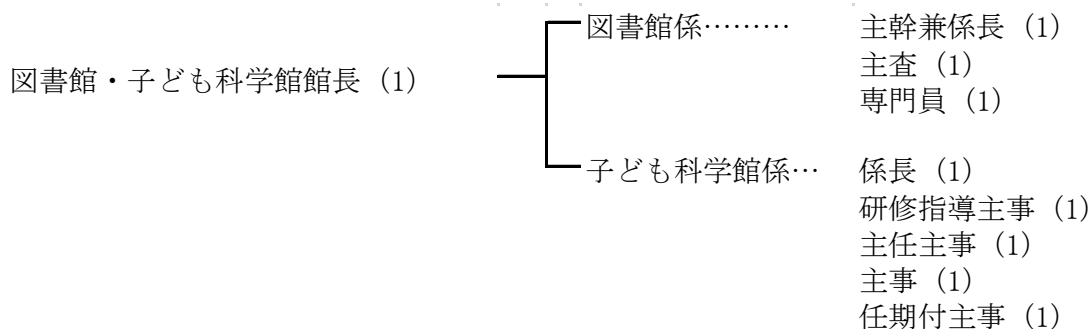 図書館係……… 主幹兼係長 (1)
図書館・子ども科学館館長 (1)
主査 (1)
専門員 (1)
子ども科学館係… 係長 (1)
研修指導主事 (1)
主任主事 (1)
主事 (1)
任期付主事 (1)